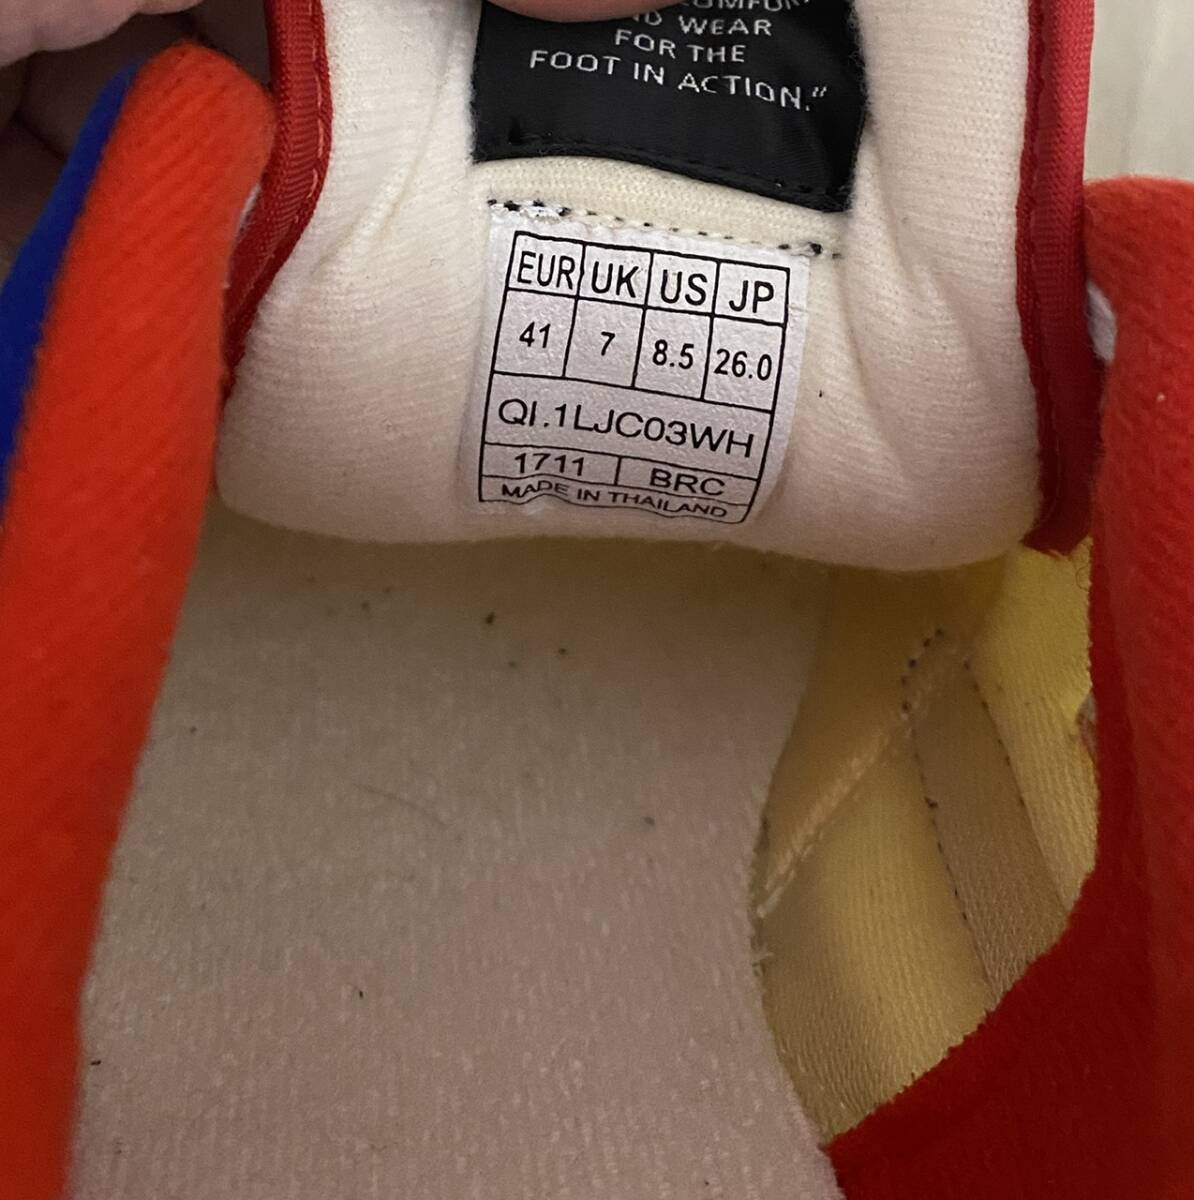 WEAR
FOR THE
FOOT IN ACTION."
EUR UK US JP
41 7 8.5 26.0
QI.1LJC03WH
1711 BRC
MADE IN THAILAND